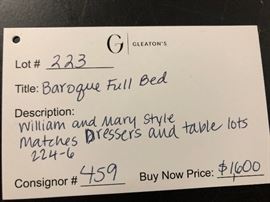 G GLEATON'S
Lot # 223
Title: Baroque Full Bed
Description:
William and Mary Style
Matches Dressers and table lots
224-6
Consignor # 459 Buy Now Price: $1600